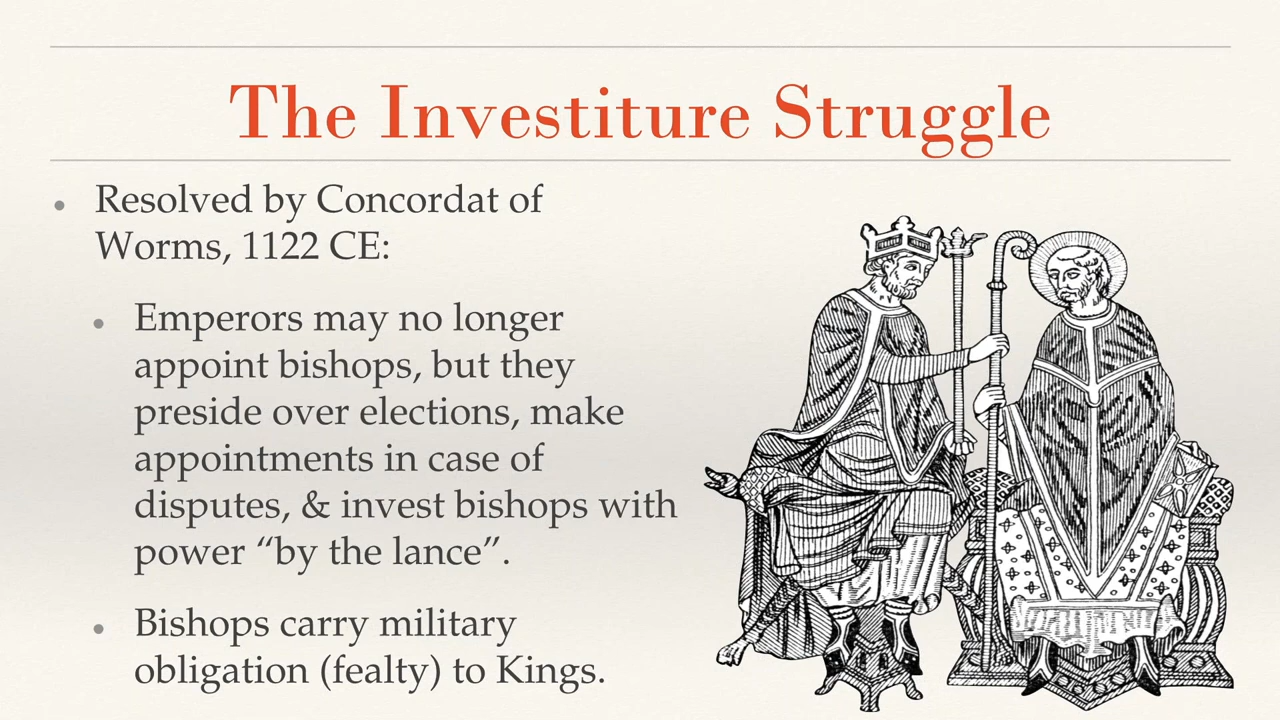 The Investiture Struggle
• Resolved by Concordat of
Worms, 1122 CE:
• Emperors may no longer
appoint bishops, but they
preside over elections, make
appointments in case of
disputes, & invest bishops with
power “by the lance”.
• Bishops carry military
obligation (fealty) to Kings.